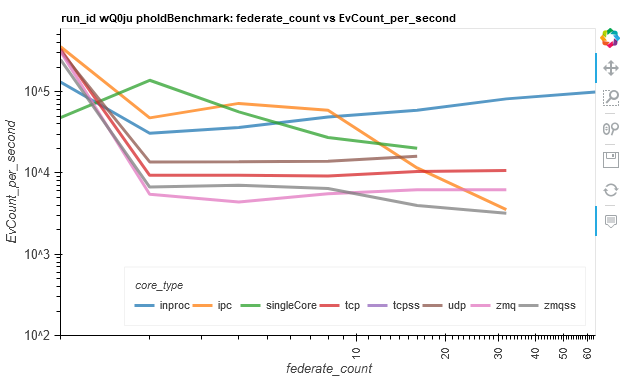 run_id wQ0ju pholdBenchmark: federate_count vs EvCount_per_second
EvCount_per_second
10^5
10^4
10^3
10^2
core_type
inproc ipc singleCore tcp tcpss udp zmq zmqss
10 20 30 40 50 60
federate_count